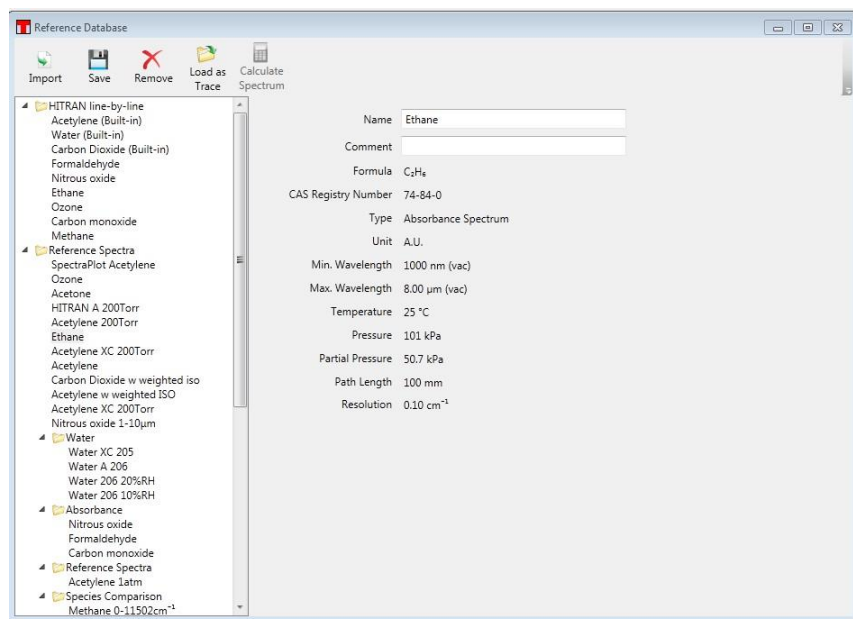 Reference Database
Import
Save
Remove
Load as
Trace
Calculate
Spectrum
HITRAN line-by-line
Acetylene (Built-in)
Water (Built-in)
Carbon Dioxide (Built-in)
Formaldehyde
Nitrous oxide
Ethane
Ozone
Carbon monoxide
Methane
Reference Spectra
SpectraPlot Acetylene
Ozone
Acetone
HITRAN A 200Torr
Acetylene 200Torr
Ethane
Acetylene XC 200Torr
Acetylene
Carbon Dioxide w weighted iso
Acetylene w weighted ISO
Acetylene XC 200Torr
Nitrous oxide 1-10µm
Water
Water XC 205
Water A 206
Water 206 20%RH
Water 206 10%RH
Absorbance
Nitrous oxide
Formaldehyde
Carbon monoxide
Reference Spectra
Acetylene 1atm
Species Comparison
Methane 0-11502cm⁻¹
Name Ethane
Comment
Formula C₂H₆
CAS Registry Number 74-84-0
Type Absorbance Spectrum
Unit A.U.
Min. Wavelength 1000 nm (vac)
Max. Wavelength 8.00 µm (vac)
Temperature 25 °C
Pressure 101 kPa
Partial Pressure 50.7 kPa
Path Length 100 mm
Resolution 0.10 cm⁻¹